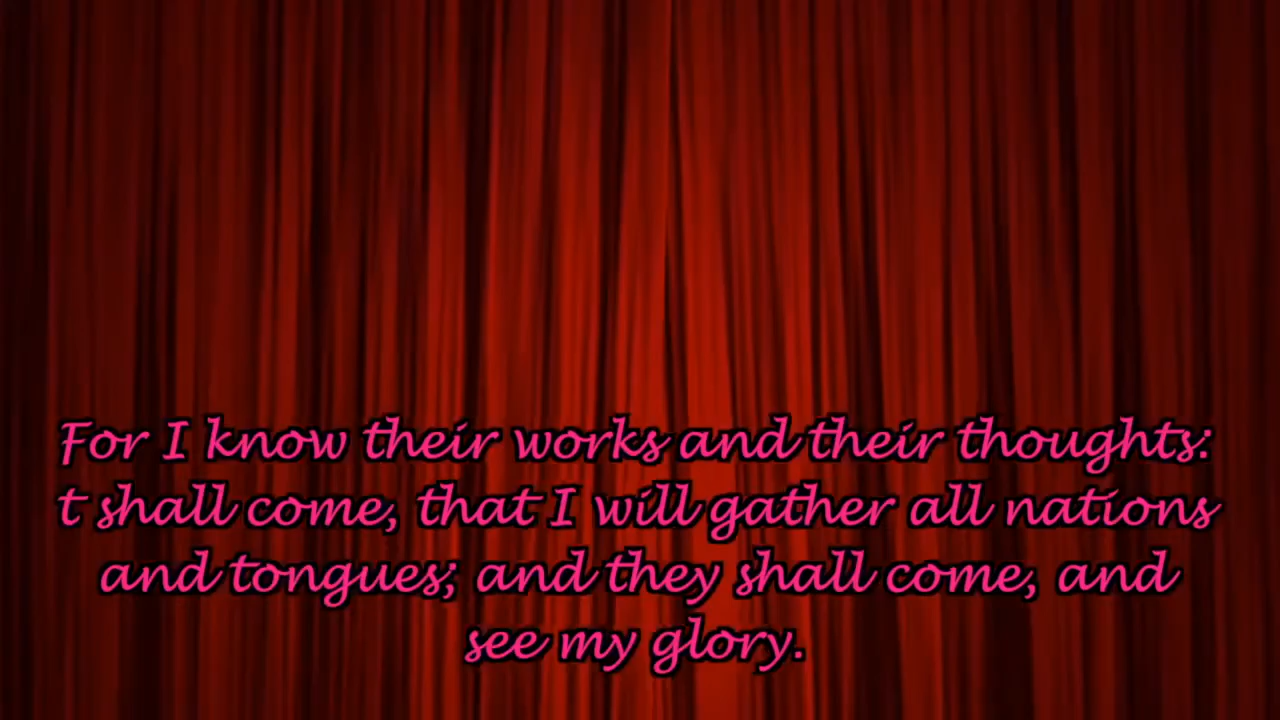 For I know their works and their thoughts:
t shall come, that I will gather all nations
and tongues; and they shall come, and
see my glory.